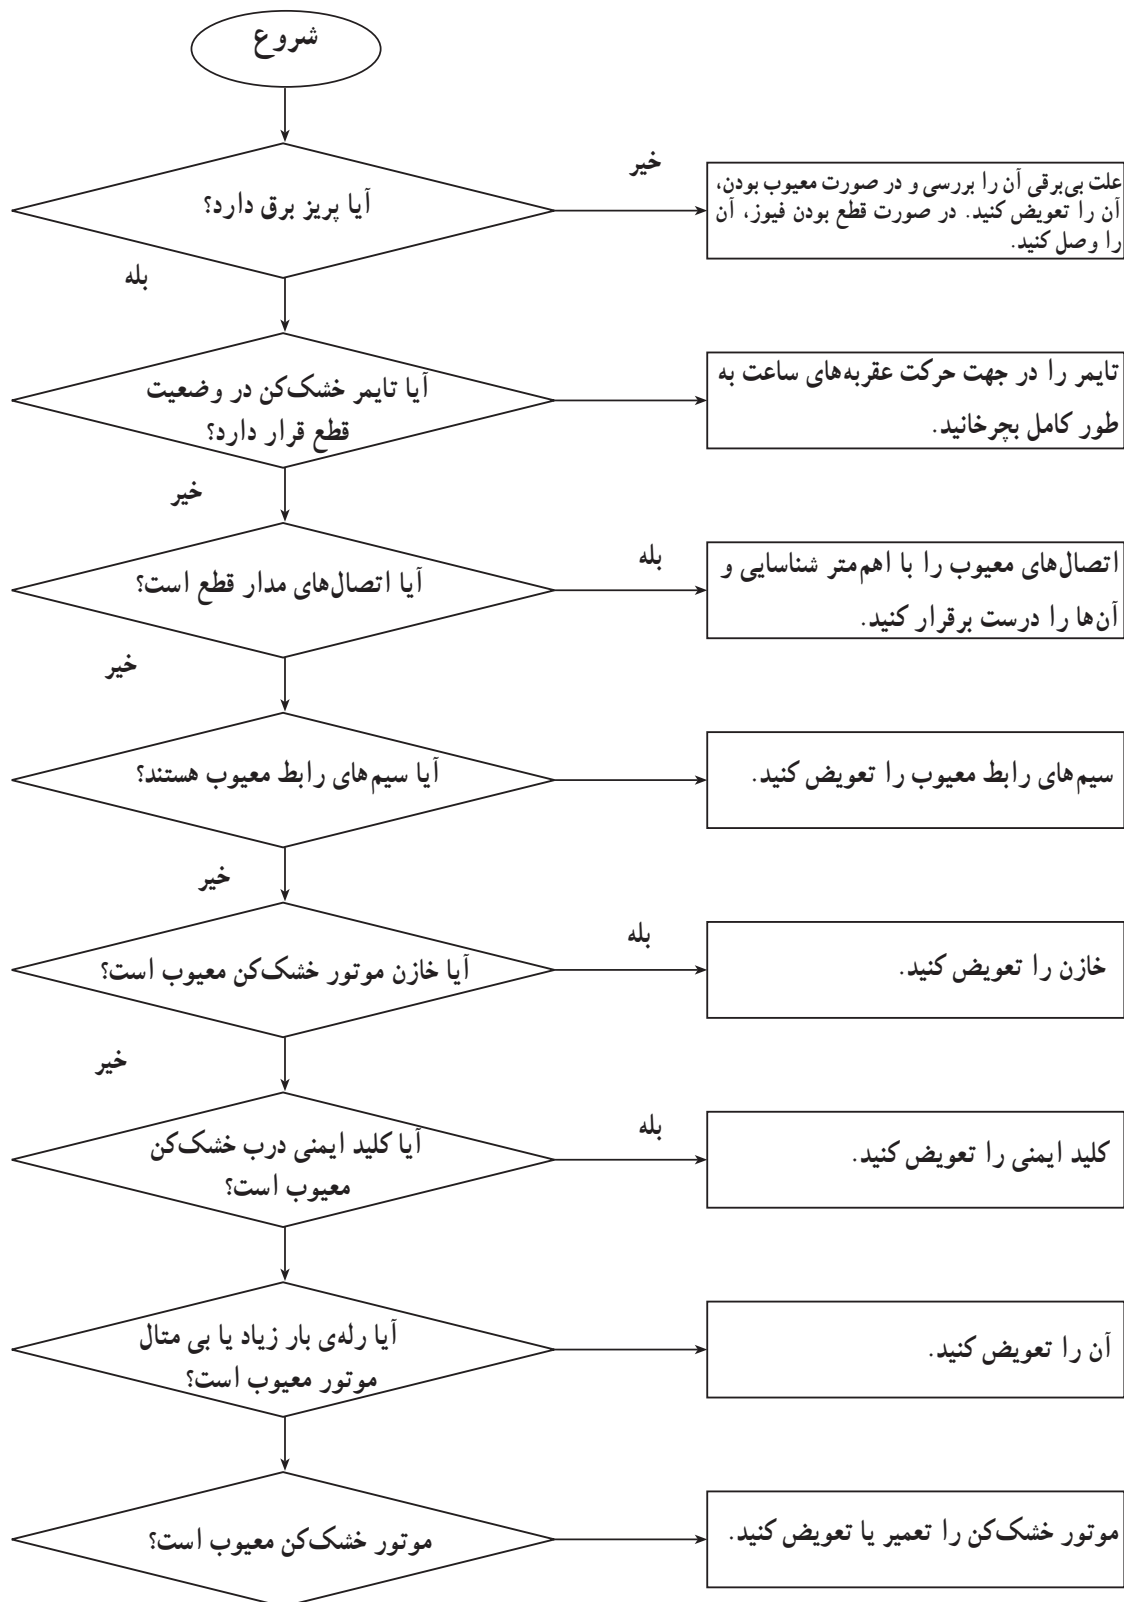 شروع
آیا پریز برق دارد؟
خیر
علت بی‌برقی آن را بررسی و در صورت معیوب بودن،
آن را تعویض کنید. در صورت قطع بودن فیوز، آن
را وصل کنید.
بله
آیا تایمر خشک‌کن در وضعیت
قطع قرار دارد؟
تایمر را در جهت حرکت عقربه‌های ساعت به
طور کامل بچرخانید.
خیر
آیا اتصال‌های مدار قطع است؟
بله
اتصال‌های معیوب را با اهم‌متر شناسایی و
آن‌ها را درست برقرار کنید.
خیر
آیا سیم‌های رابط معیوب هستند؟
سیم‌های رابط معیوب را تعویض کنید.
خیر
آیا خازن موتور خشک‌کن معیوب است؟
بله
خازن را تعویض کنید.
خیر
آیا کلید ایمنی درب خشک‌کن
معیوب است؟
بله
کلید ایمنی را تعویض کنید.
آیا رله‌ی بار زیاد یا بی متال
موتور معیوب است؟
آن را تعویض کنید.
موتور خشک‌کن معیوب است؟
موتور خشک‌کن را تعمیر یا تعویض کنید.